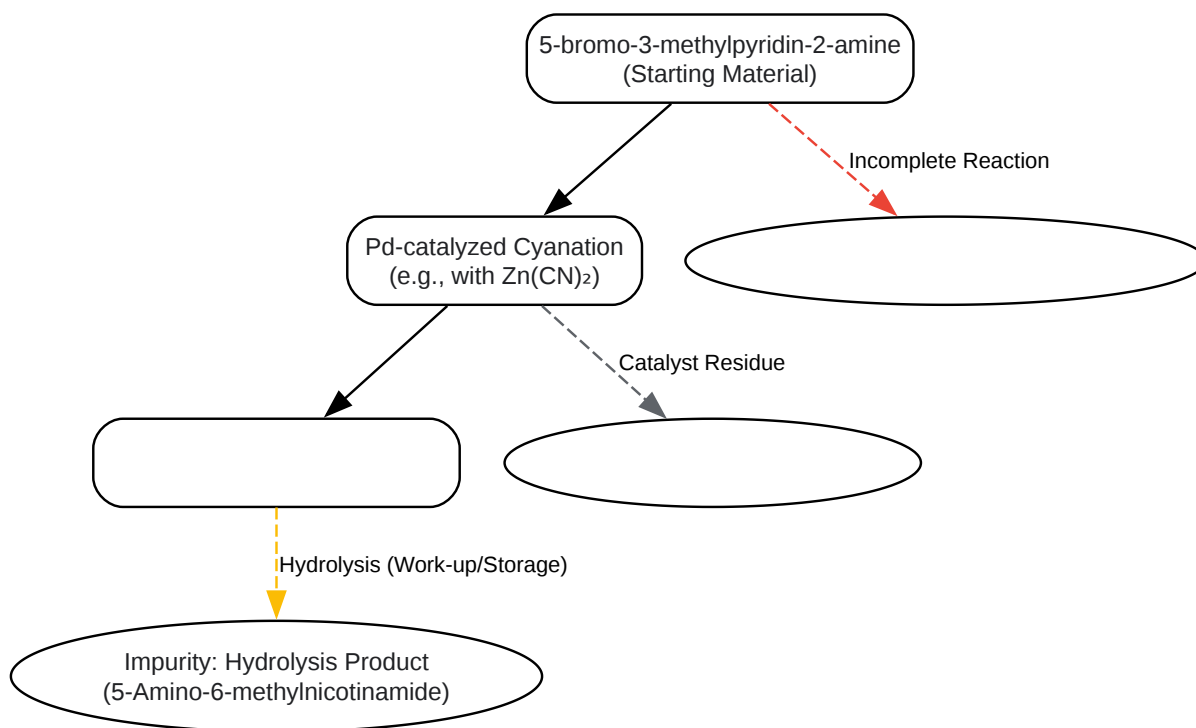 5-bromo-3-methylpyridin-2-amine
(Starting Material)
Incomplete Reaction
Pd-catalyzed Cyanation
(e.g., with Zn(CN)₂)
Catalyst Residue
Hydrolysis (Work-up/Storage)
Impurity: Hydrolysis Product
(5-Amino-6-methylnicotinamide)